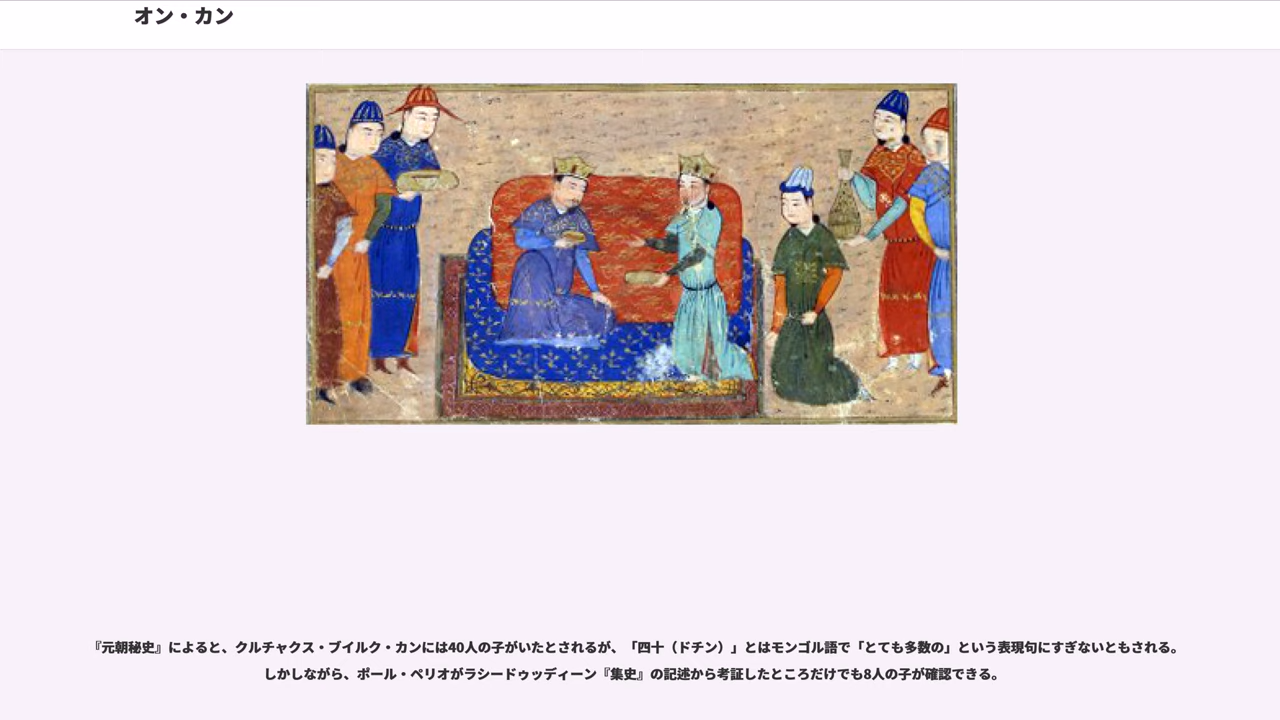 オン・カン
『元朝秘史』によると、クルチャクス・ブイルク・カンには40人の子がいたとされるが、「四十（ドチン）」とはモンゴル語で「とても多数の」という表現句にすぎないともされる。
しかしながら、ポール・ペリオがラシードゥッディーン『集史』の記述から考証したところだけでも8人の子が確認できる。